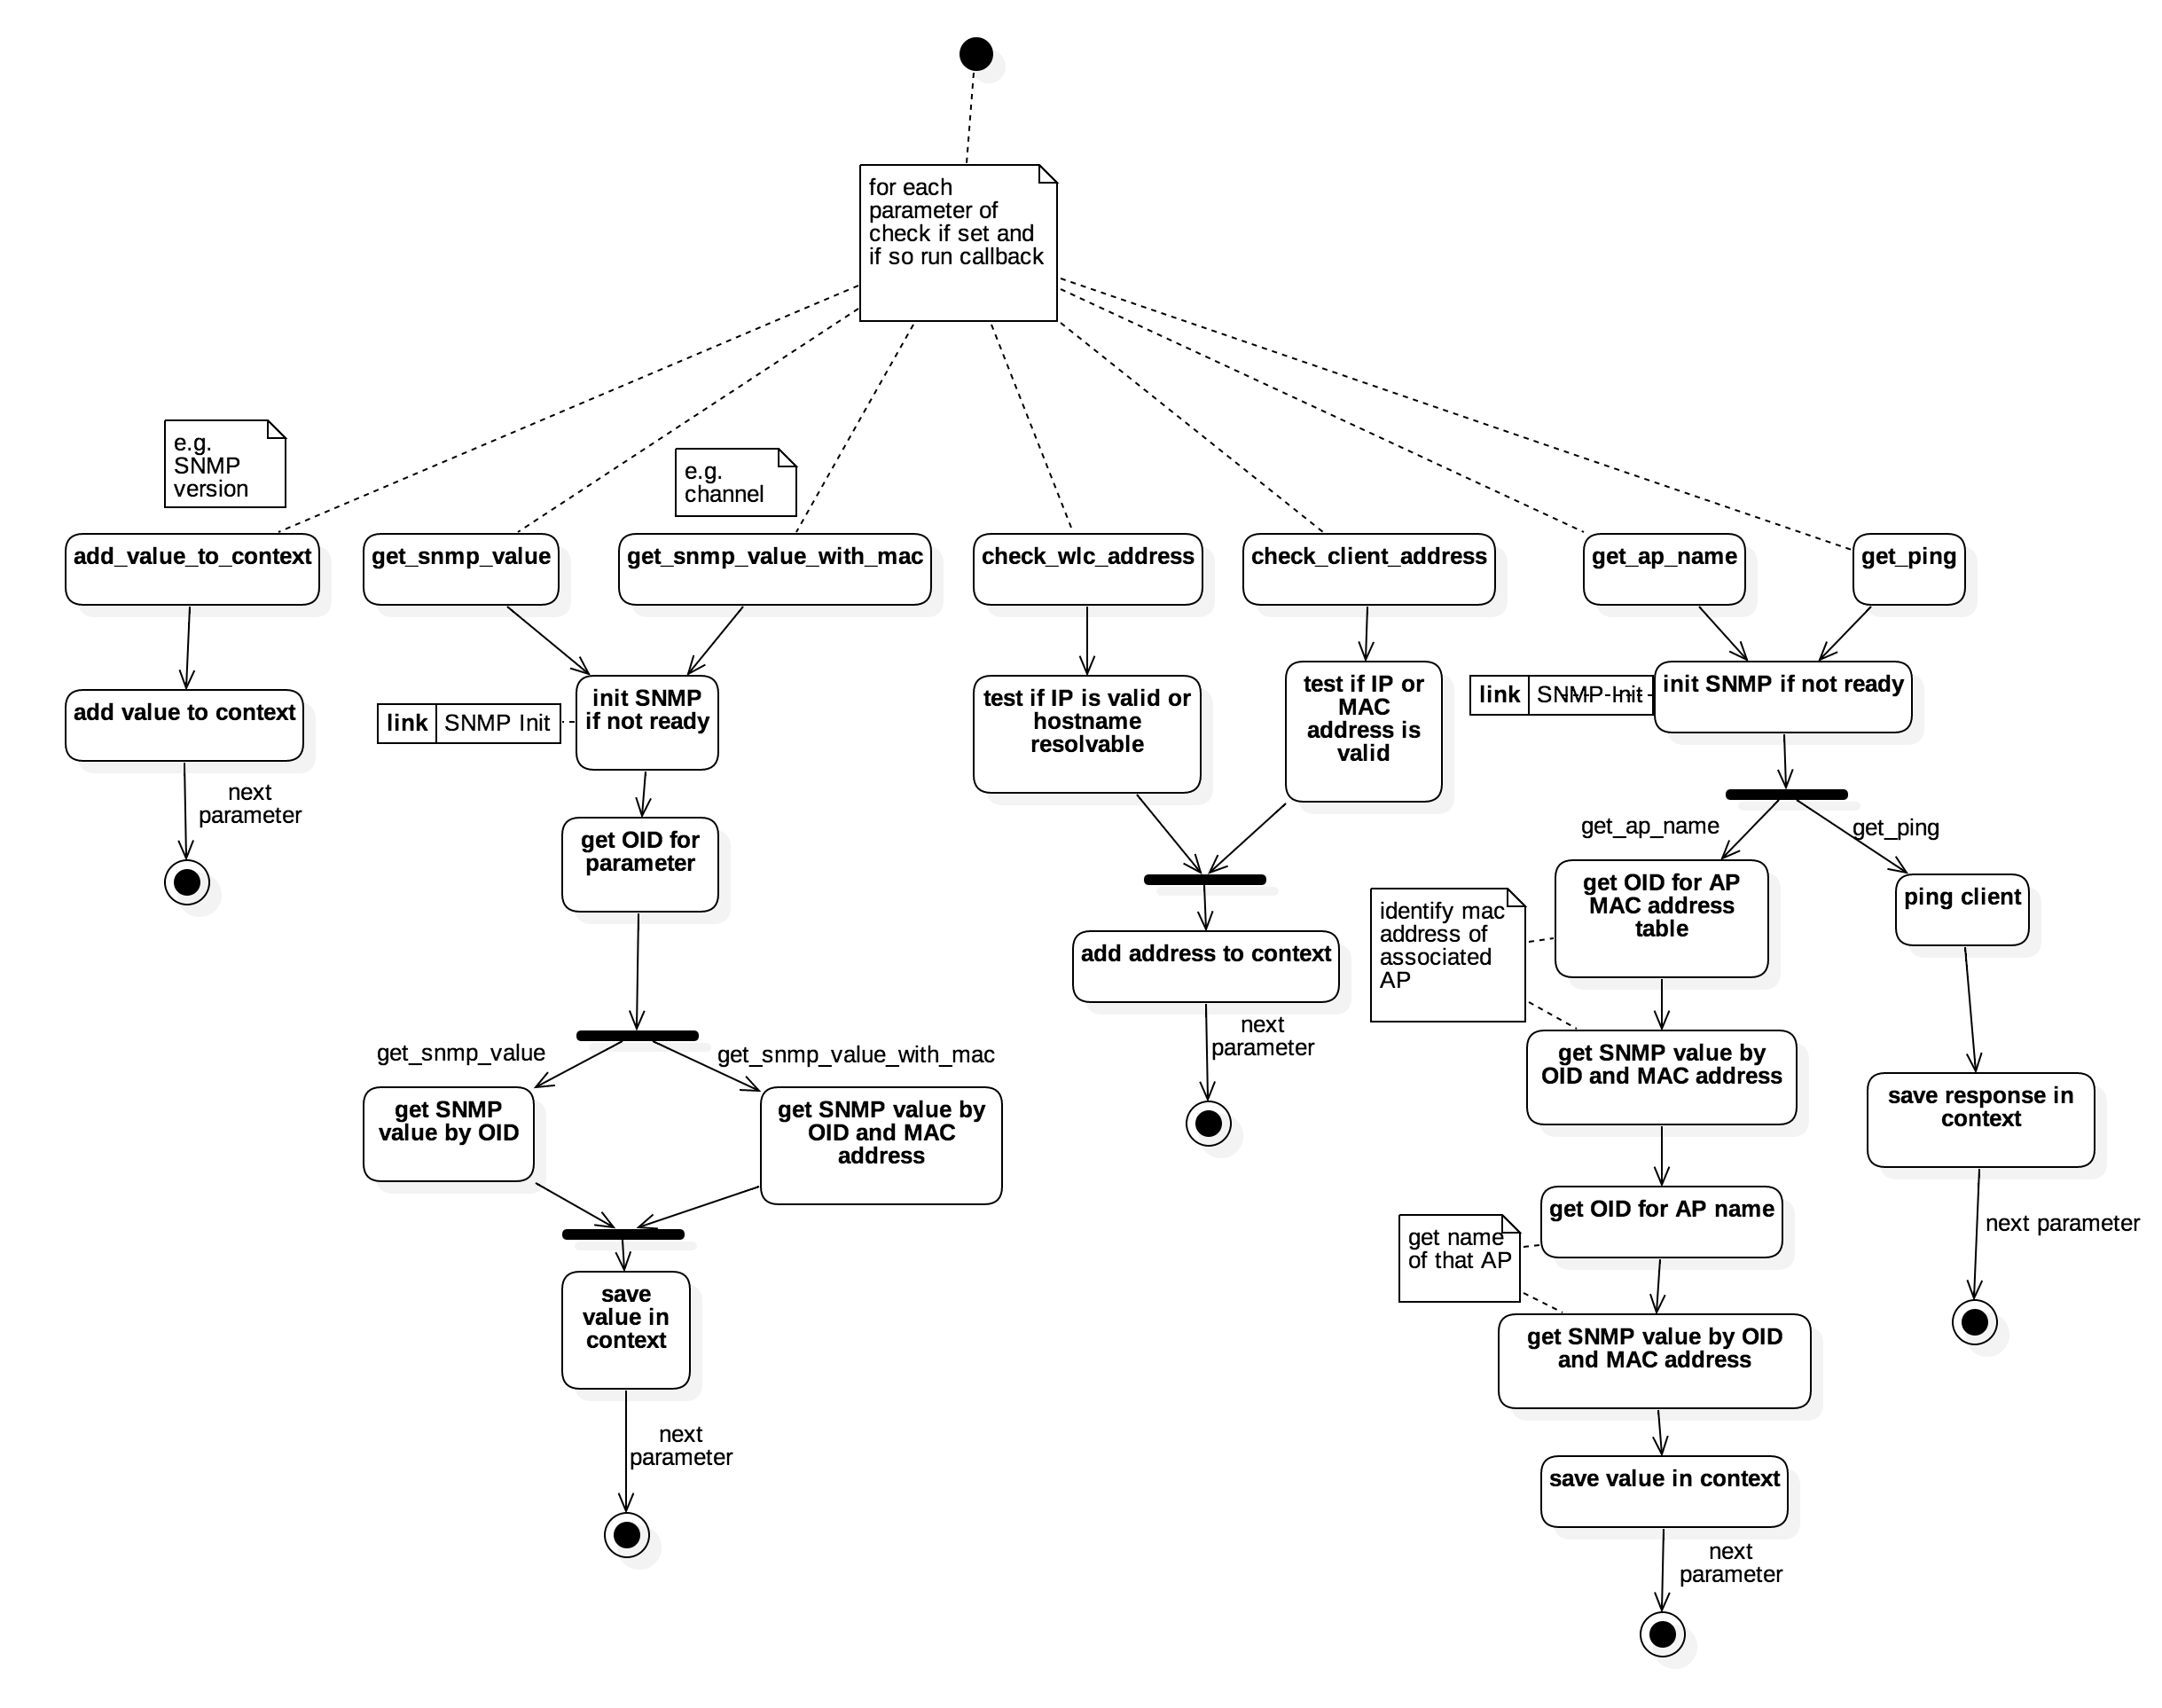 for each
parameter of
check if set and
if so run callback
e.g.
SNMP
version
e.g.
channel
add_value_to_context
get_snmp_value
get_snmp_value_with_mac
check_wlc_address
check_client_address
get_ap_name
get_ping
add value to context
next
parameter
link
SNMP Init
init SNMP
if not ready
get OID for
parameter
get_snmp_value
get_snmp_value_with_mac
get SNMP
value by OID
get SNMP value by
OID and MAC
address
save
value in
context
next
parameter
test if IP is valid or
hostname
resolvable
test if IP or
MAC
address is
valid
add address to context
next
parameter
link
SNMP Init
init SNMP if not ready
get_ap_name
get_ping
identify mac
address of
associated
AP
get OID for AP
MAC address
table
get SNMP value by
OID and MAC address
get name
of that AP
get OID for AP name
get SNMP value by OID
and MAC address
save value in context
next
parameter
ping client
save response in
context
next parameter